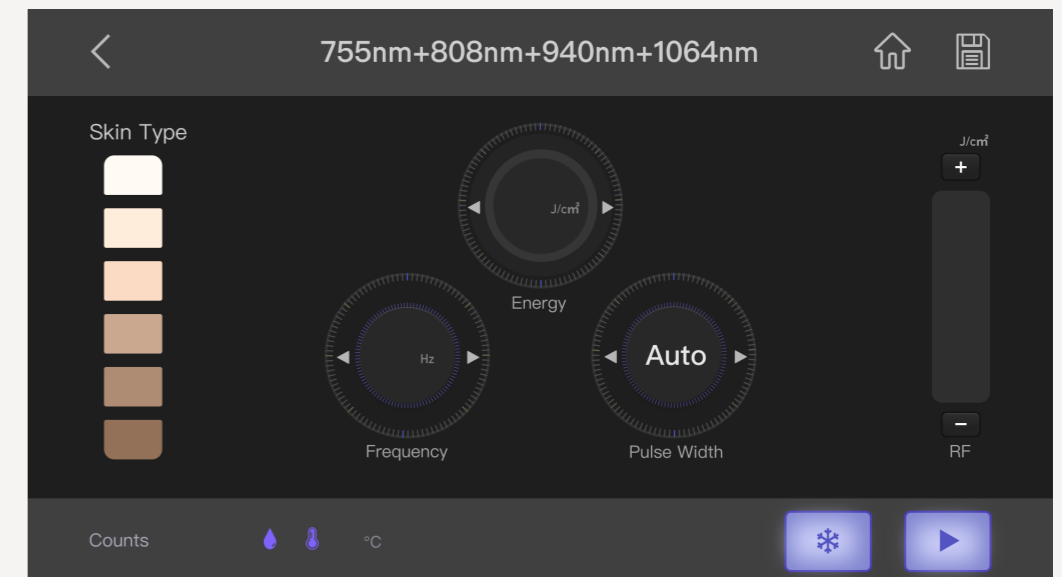 755nm+808nm+940nm+1064nm
Skin Type
J/cm²
+
J/cm²
Energy
Hz
Auto
Frequency
Pulse Width
−
RF
Counts
°C